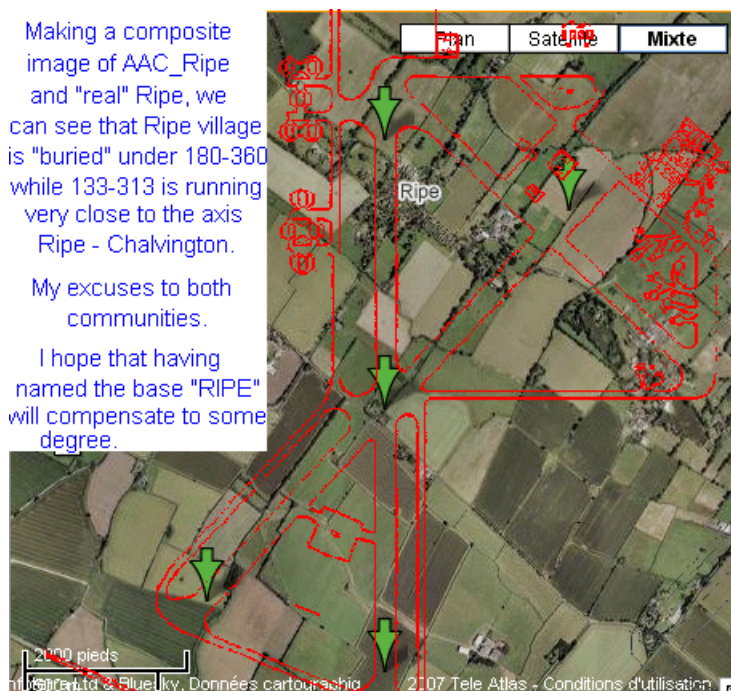 Making a composite
image of AAC_Ripe
and "real" Ripe, we
can see that Ripe village
is "buried" under 180-360
while 133-313 is running
very close to the axis
Ripe - Chalvington.
My excuses to both
communities.
I hope that having
named the base "RIPE"
will compensate to some
degree.
Plan Satellite Mixte
Ripe
2000 pieds
Ltd & Bluesky, Données cartographiq 2007 Tele Atlas - Conditions d'utilisation